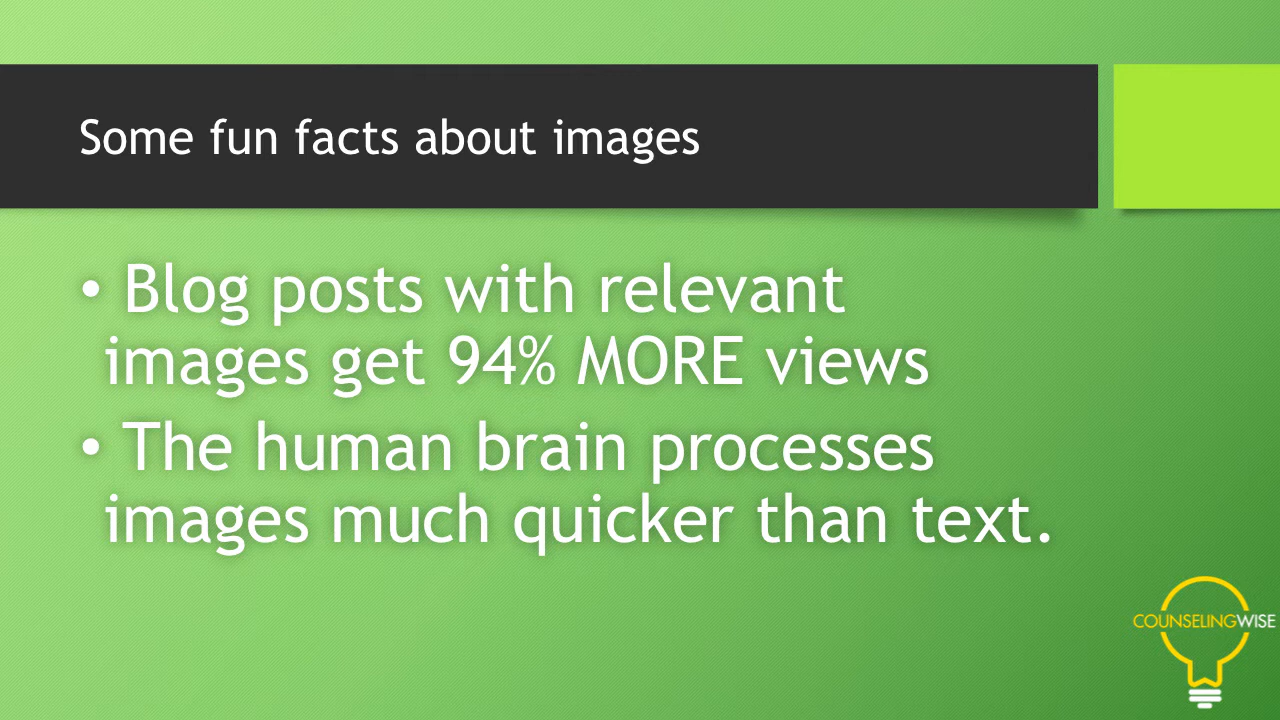 Some fun facts about images
• Blog posts with relevant
images get 94% MORE views
• The human brain processes
images much quicker than text.
COUNSELINGWISE